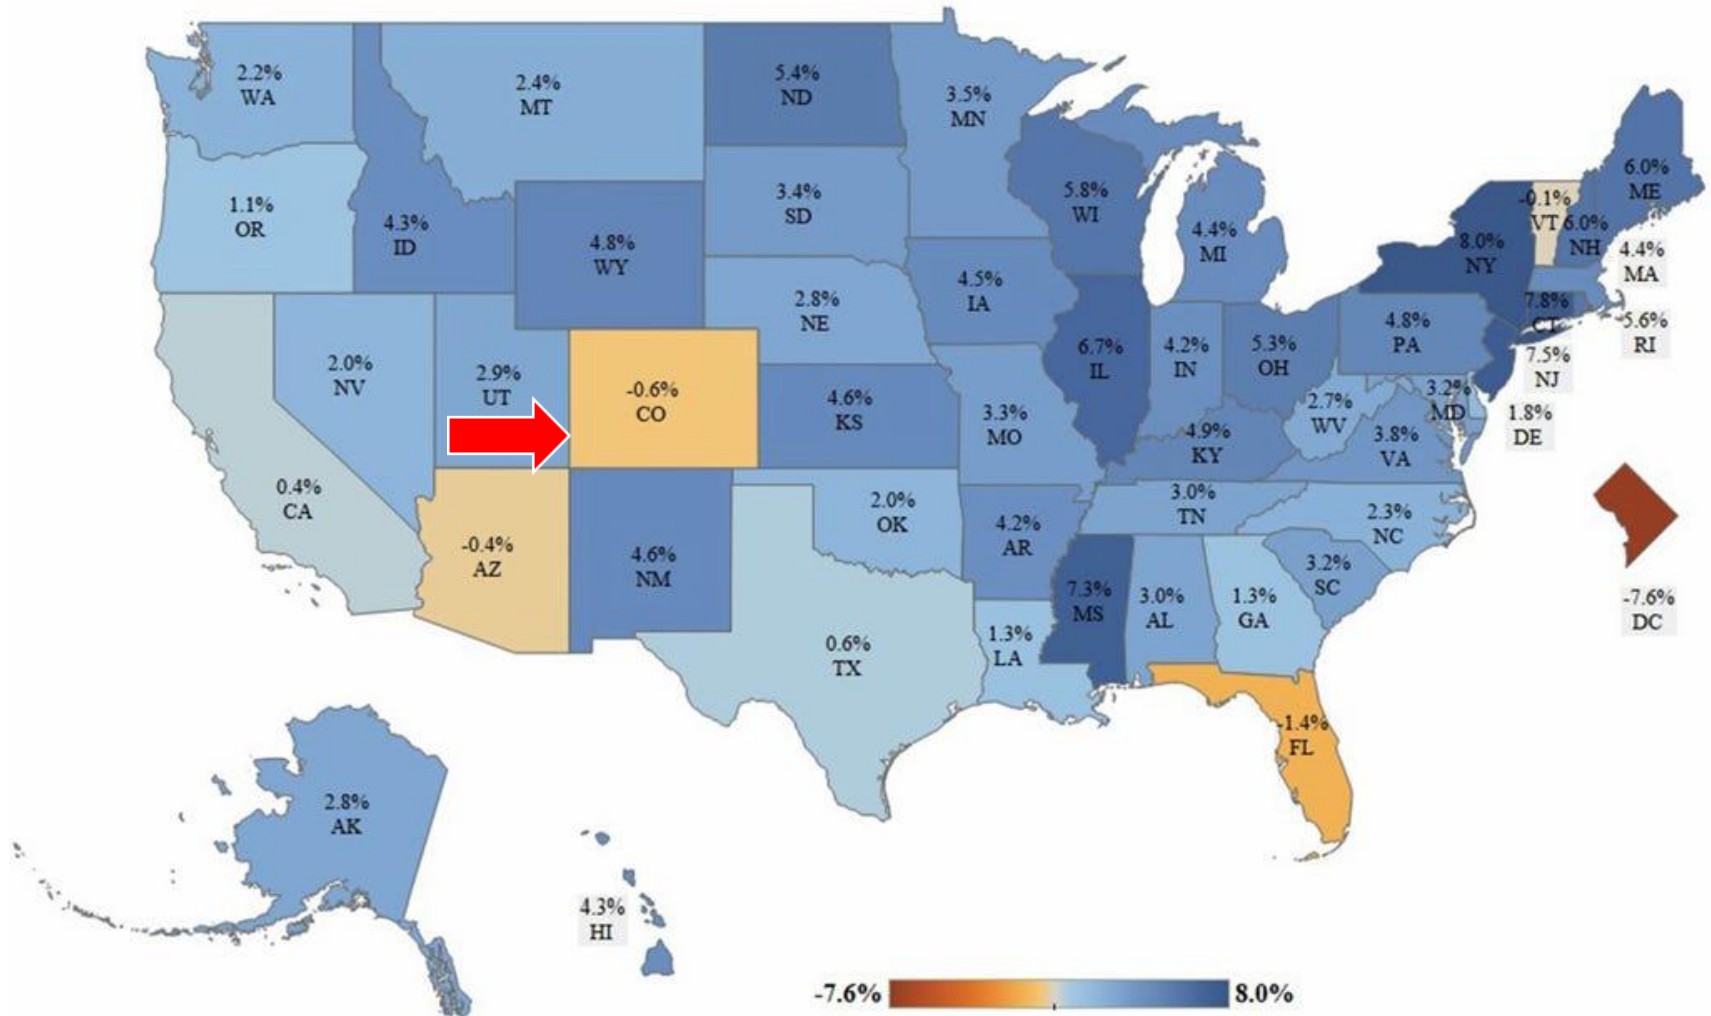 2.2%
WA
2.4%
MT
5.4%
ND
3.5%
MN
1.1%
OR
4.3%
ID
4.8%
WY
3.4%
SD
5.8%
WI
4.4%
MI
6.0%
ME
-0.1%
VT
6.0%
NH
8.0%
NY
4.4%
MA
2.8%
NE
4.5%
IA
7.8%
CT
5.6%
RI
2.0%
NV
2.9%
UT
-0.6%
CO
4.6%
KS
3.3%
MO
6.7%
IL
4.2%
IN
5.3%
OH
4.8%
PA
7.5%
NJ
2.7%
WV
3.2%
MD
1.8%
DE
3.8%
VA
4.9%
KY
0.4%
CA
-0.4%
AZ
4.6%
NM
2.0%
OK
4.2%
AR
3.0%
TN
2.3%
NC
3.2%
SC
0.6%
TX
1.3%
LA
7.3%
MS
3.0%
AL
1.3%
GA
-7.6%
DC
-1.4%
FL
2.8%
AK
4.3%
HI
-7.6%
8.0%